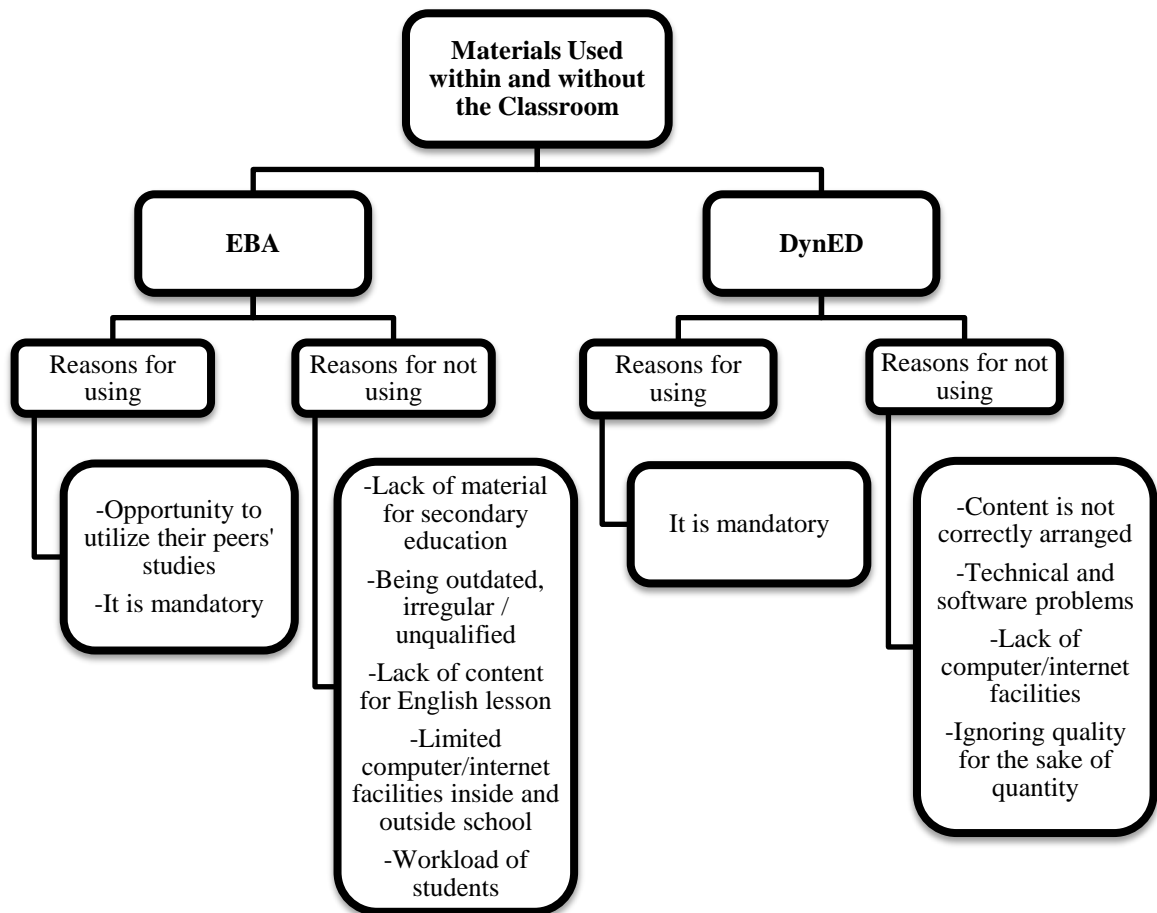 Materials Used
within and without
the Classroom
EBA
DynED
Reasons for
using
Reasons for not
using
Reasons for
using
Reasons for not
using
-Opportunity to
utilize their peers'
studies
-It is mandatory
-Lack of material
for secondary
education
-Being outdated,
irregular /
unqualified
-Lack of content
for English lesson
-Limited
computer/internet
facilities inside and
outside school
-Workload of
students
It is mandatory
-Content is not
correctly arranged
-Technical and
software problems
-Lack of
computer/internet
facilities
-Ignoring quality
for the sake of
quantity